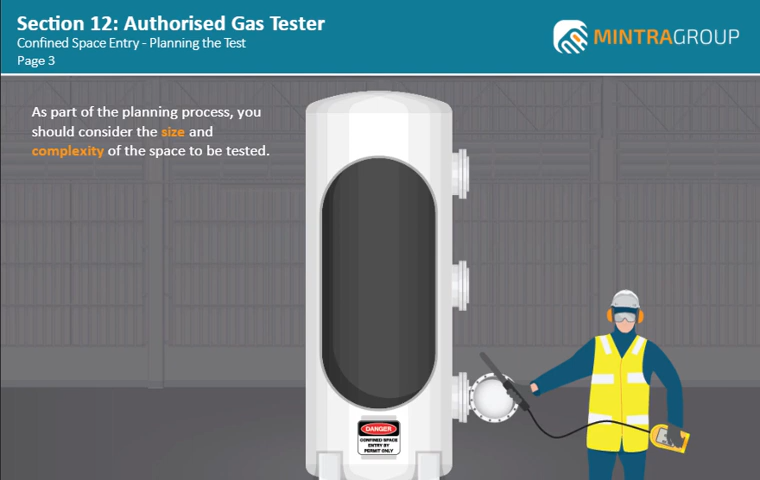 Section 12: Authorised Gas Tester
Confined Space Entry - Planning the Test
Page 3
MINTRAGROUP
As part of the planning process, you
should consider the size and
complexity of the space to be tested.
DANGER
CONFINED SPACE
ENTRY BY
PERMIT ONLY